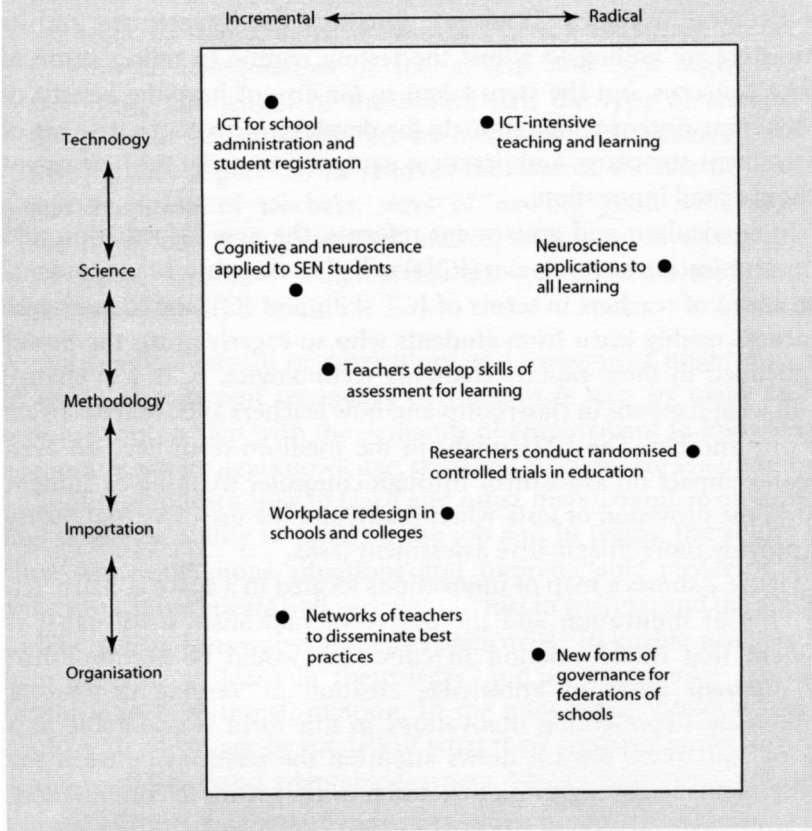 Incremental Radical
Technology
ICT for school
administration and
student registration
ICT-intensive
teaching and learning
Science
Cognitive and neuroscience
applied to SEN students
Neuroscience
applications to
all learning
Methodology
Teachers develop skills of
assessment for learning
Researchers conduct randomised
controlled trials in education
Importation
Workplace redesign in
schools and colleges
Organisation
Networks of teachers
to disseminate best
practices
New forms of
governance for
federations of
schools